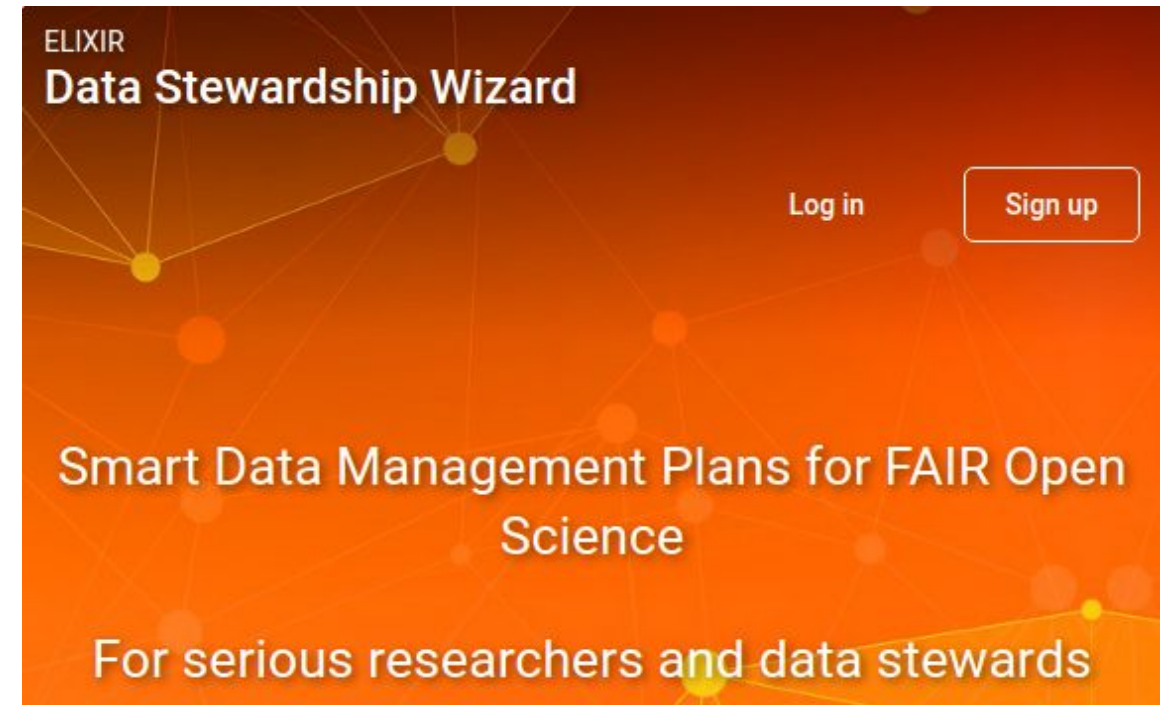 ELIXIR
Data Stewardship Wizard
Log in
Sign up
Smart Data Management Plans for FAIR Open
Science
For serious researchers and data stewards